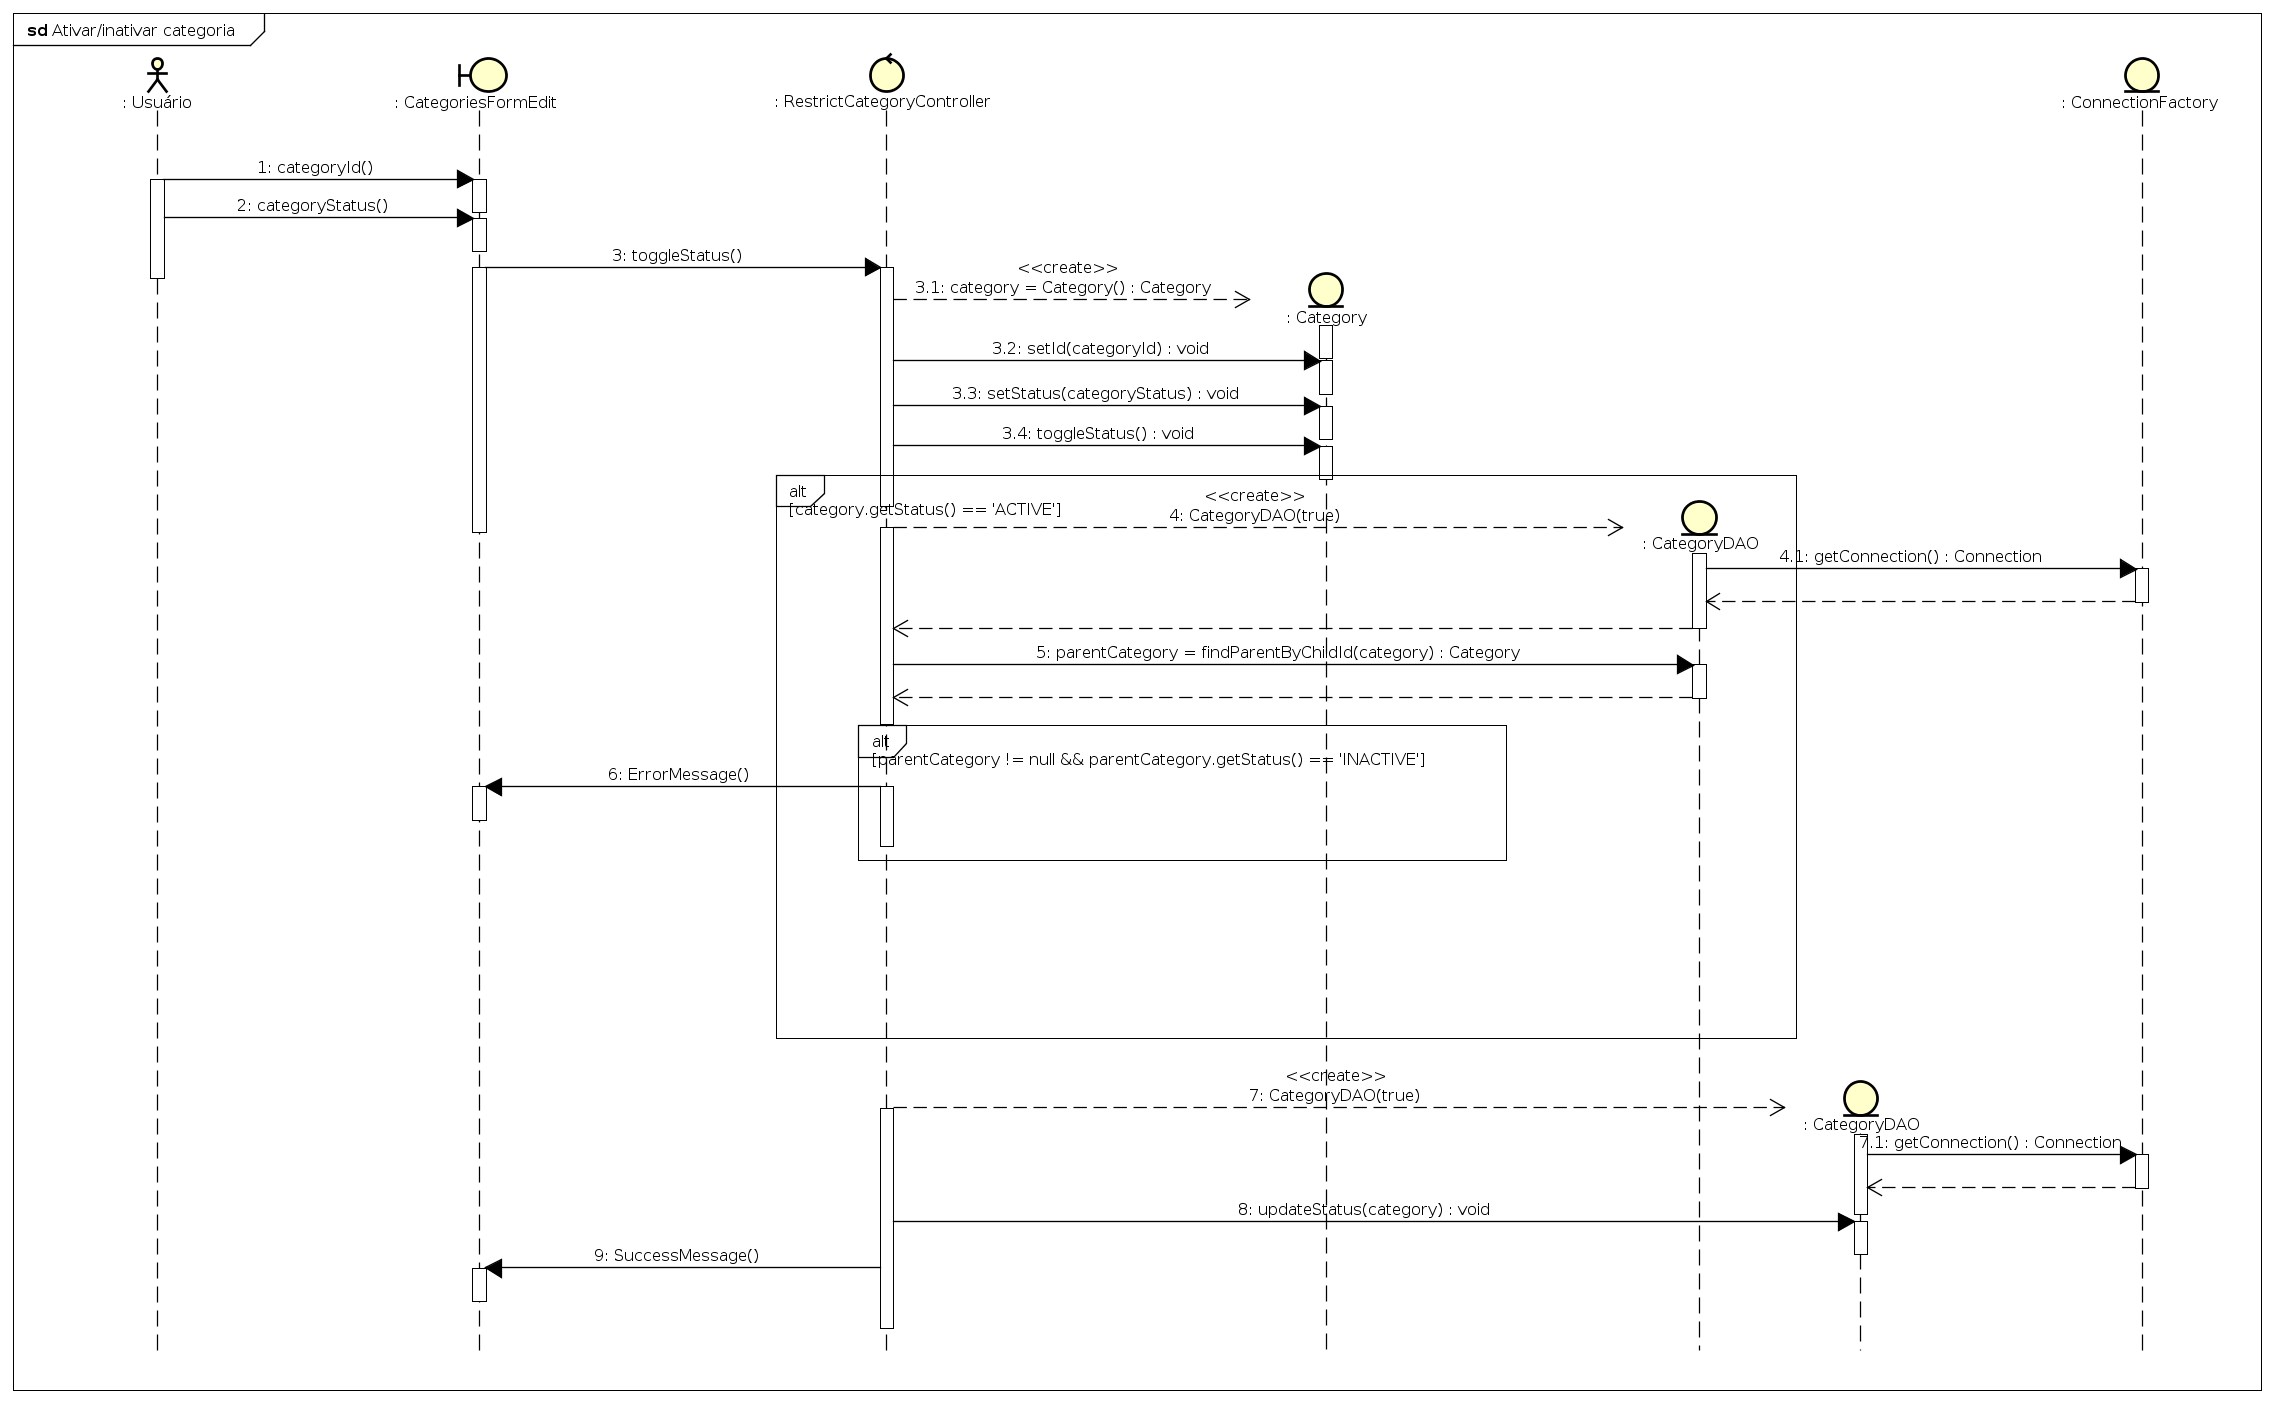 sd Ativar/inativar categoria
: Usuário
: CategoriesFormEdit
: RestrictCategoryController
: ConnectionFactory
1: categoryId()
2: categoryStatus()
3: toggleStatus()
<<create>>
3.1: category = Category() : Category
: Category
3.2: setId(categoryId) : void
3.3: setStatus(categoryStatus) : void
3.4: toggleStatus() : void
alt
[category.getStatus() == 'ACTIVE']
<<create>>
4: CategoryDAO(true)
: CategoryDAO
4.1: getConnection() : Connection
5: parentCategory = findParentByChildId(category) : Category
alt
[parentCategory != null && parentCategory.getStatus() == 'INACTIVE']
6: ErrorMessage()
<<create>>
7: CategoryDAO(true)
: CategoryDAO
7.1: getConnection() : Connection
8: updateStatus(category) : void
9: SuccessMessage()